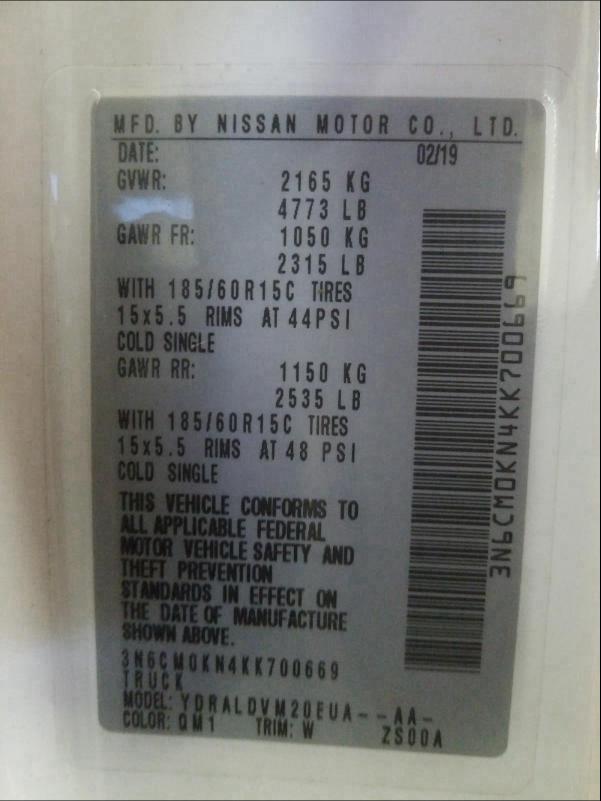 MFD. BY NISSAN MOTOR CO., LTD.
DATE: 02/19
GVWR: 2165 KG
4773 LB
GAWR FR: 1050 KG
2315 LB
WITH 185/60R15C TIRES
15x5.5 RIMS AT 44PSI
COLD SINGLE
GAWR RR: 1150 KG
2535 LB
WITH 185/60R15C TIRES
15x5.5 RIMS AT 48 PSI
COLD SINGLE
THIS VEHICLE CONFORMS TO
ALL APPLICABLE FEDERAL
MOTOR VEHICLE SAFETY AND
THEFT PREVENTION
STANDARDS IN EFFECT ON
THE DATE OF MANUFACTURE
SHOWN ABOVE.
3N6CM0KN4KK700669
TRUCK
MODEL: YDRALDVM20EUA--AA-
COLOR: QM1 TRIM: W ZS00A
3N6CM0KN4KK700669